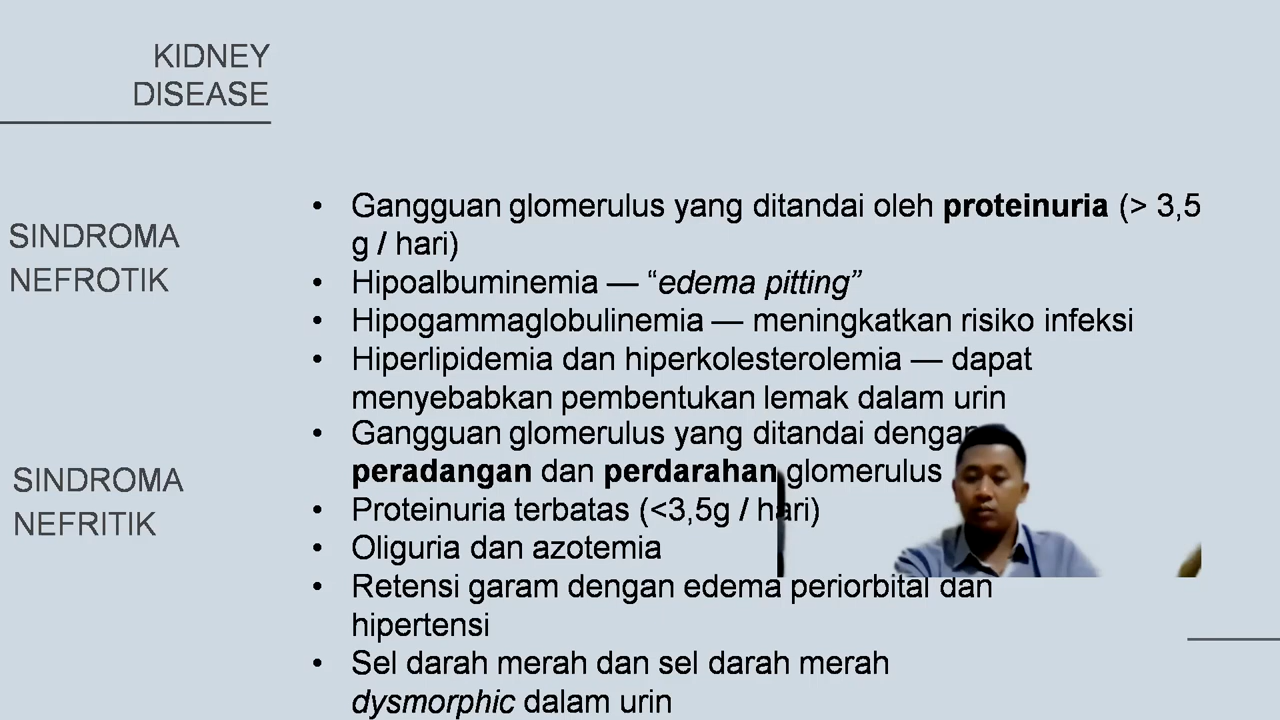 KIDNEY
DISEASE
SINDROMA
NEFROTIK
• Gangguan glomerulus yang ditandai oleh proteinuria (> 3,5
g / hari)
• Hipoalbuminemia — “edema pitting”
• Hipogammaglobulinemia — meningkatkan risiko infeksi
• Hiperlipidemia dan hiperkolesterolemia — dapat
menyebabkan pembentukan lemak dalam urin
SINDROMA
NEFRITIK
• Gangguan glomerulus yang ditandai dengan
peradangan dan perdarahan glomerulus
• Proteinuria terbatas (<3,5g / hari)
• Oliguria dan azotemia
• Retensi garam dengan edema periorbital dan
hipertensi
• Sel darah merah dan sel darah merah
dysmorphic dalam urin